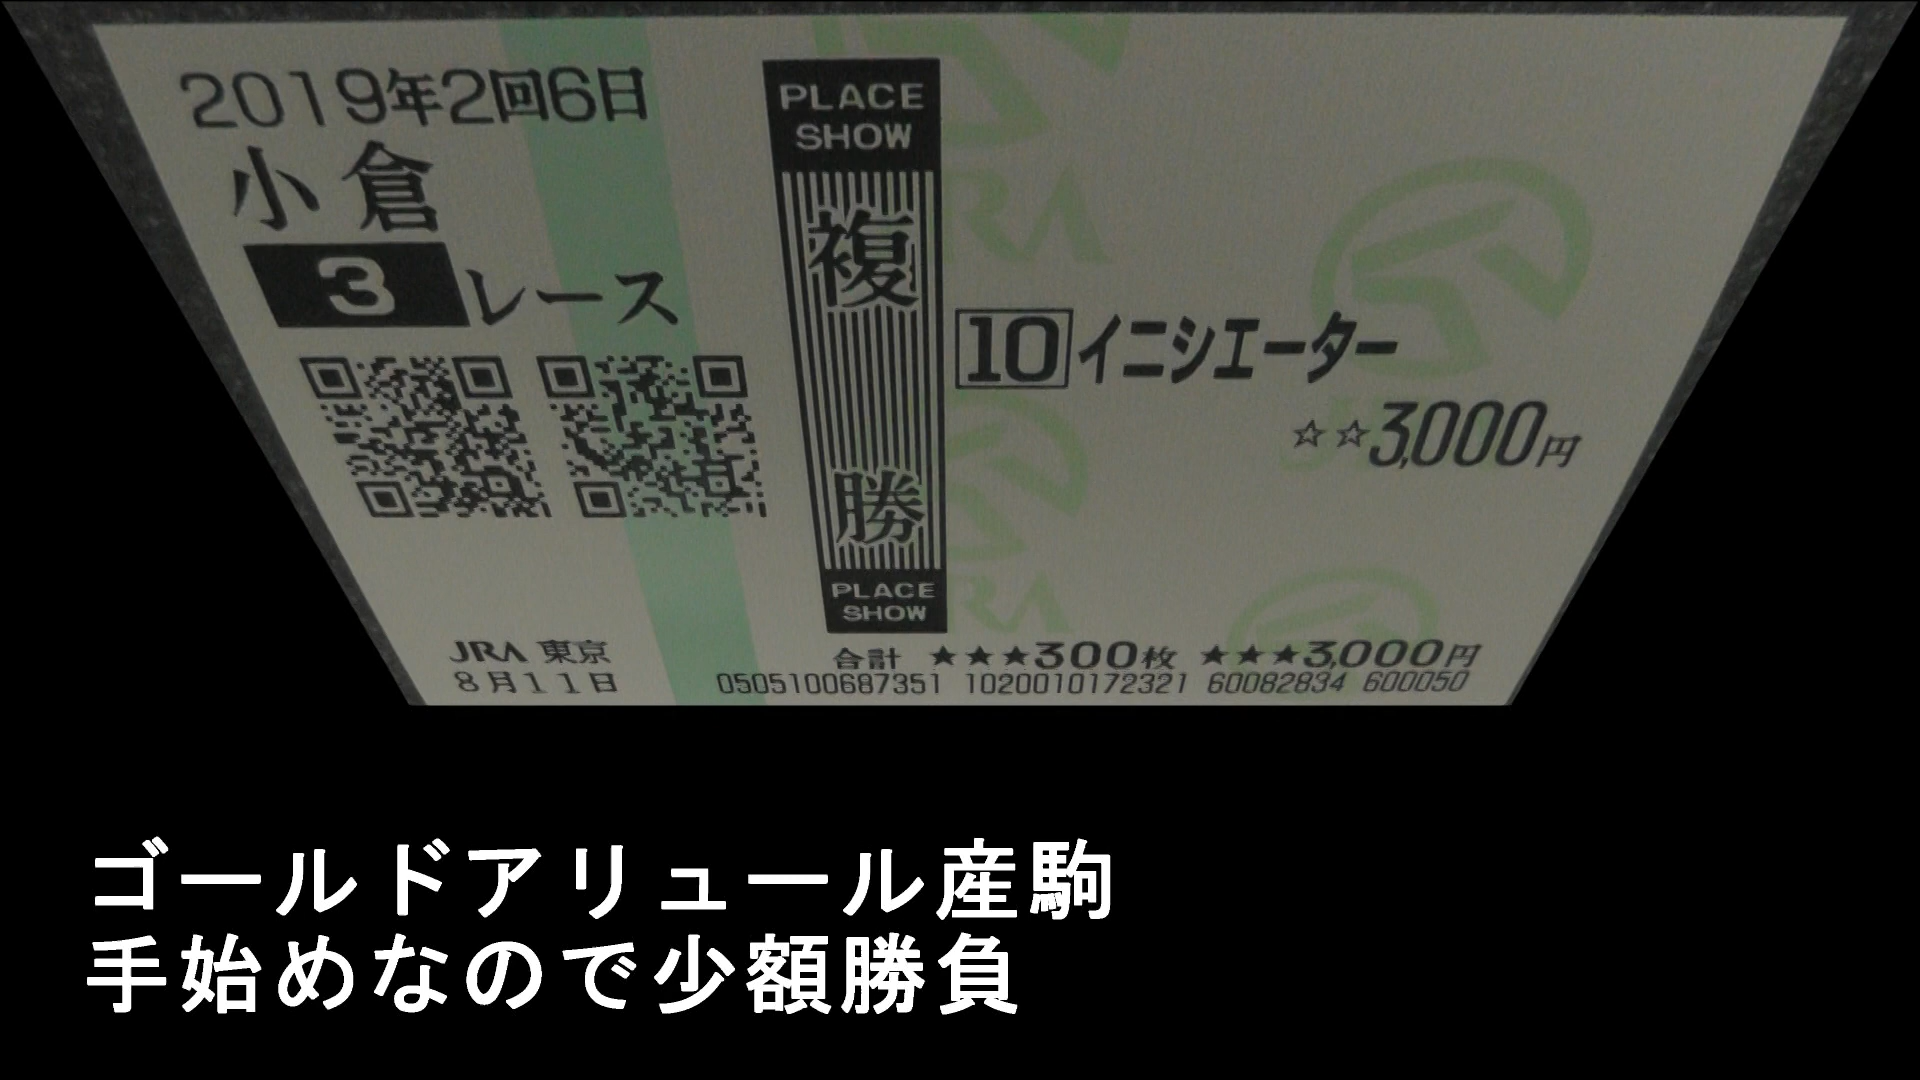 2019年2回6日
小倉
3レース
PLACE
SHOW
複
勝
PLACE
SHOW
10イニシエーター
☆☆3,000円
JRA 東京
8月11日
合計 ★★★300枚 ★★★3,000円
0505100687351 1020010172321 60082834 600050
JRA
JRA
ゴールドアリュール産駒
手始めなので少額勝負